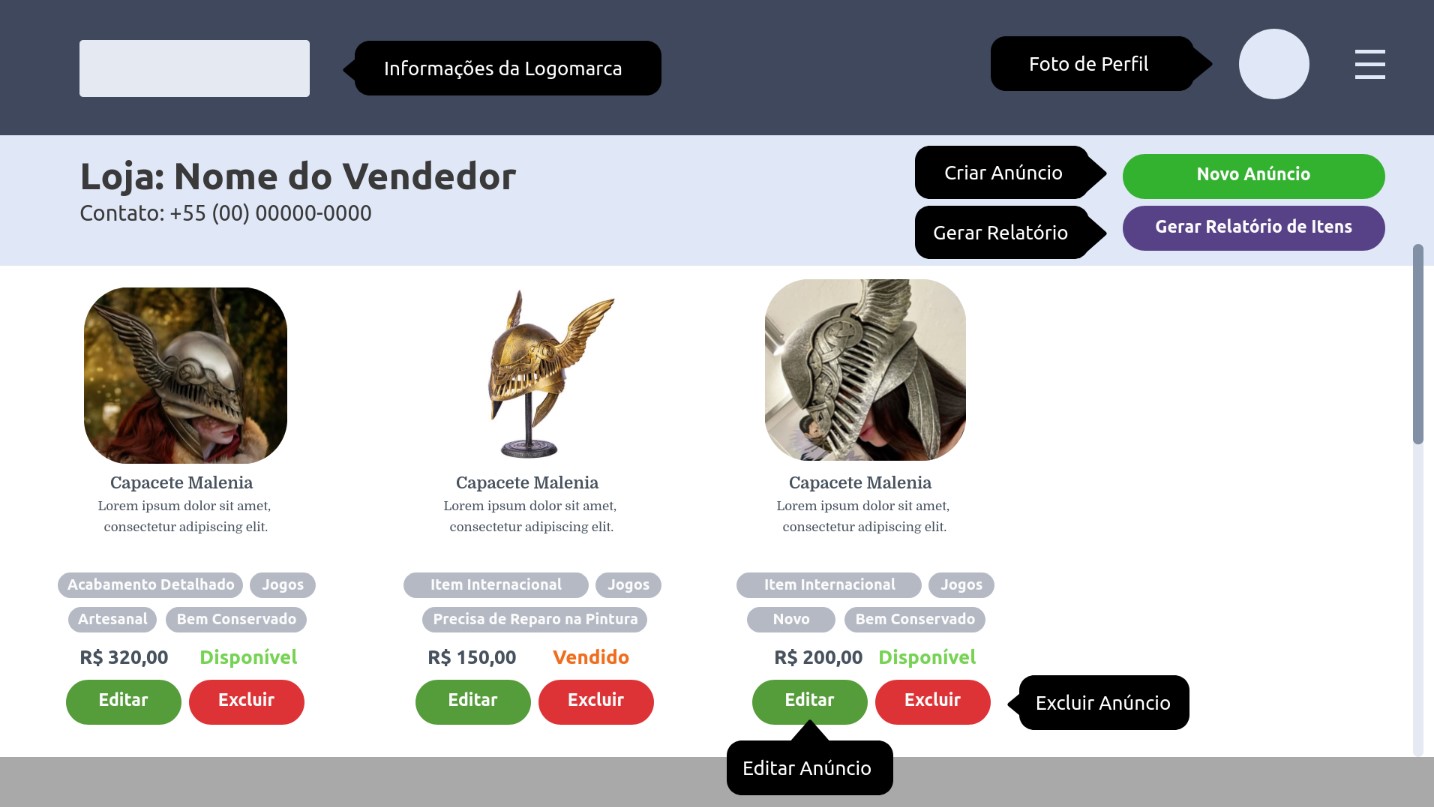 Informações da Logomarca
Foto de Perfil
Loja: Nome do Vendedor
Contato: +55 (00) 00000-0000
Criar Anúncio
Novo Anúncio
Gerar Relatório
Gerar Relatório de Itens
Capacete Malenia
Lorem ipsum dolor sit amet,
consectetur adipiscing elit.
Acabamento Detalhado
Jogos
Artesanal
Bem Conservado
R$ 320,00
Disponível
Editar
Excluir
Capacete Malenia
Lorem ipsum dolor sit amet,
consectetur adipiscing elit.
Item Internacional
Jogos
Precisa de Reparo na Pintura
R$ 150,00
Vendido
Editar
Excluir
Capacete Malenia
Lorem ipsum dolor sit amet,
consectetur adipiscing elit.
Item Internacional
Jogos
Novo
Bem Conservado
R$ 200,00
Disponível
Editar
Excluir
Excluir Anúncio
Editar Anúncio